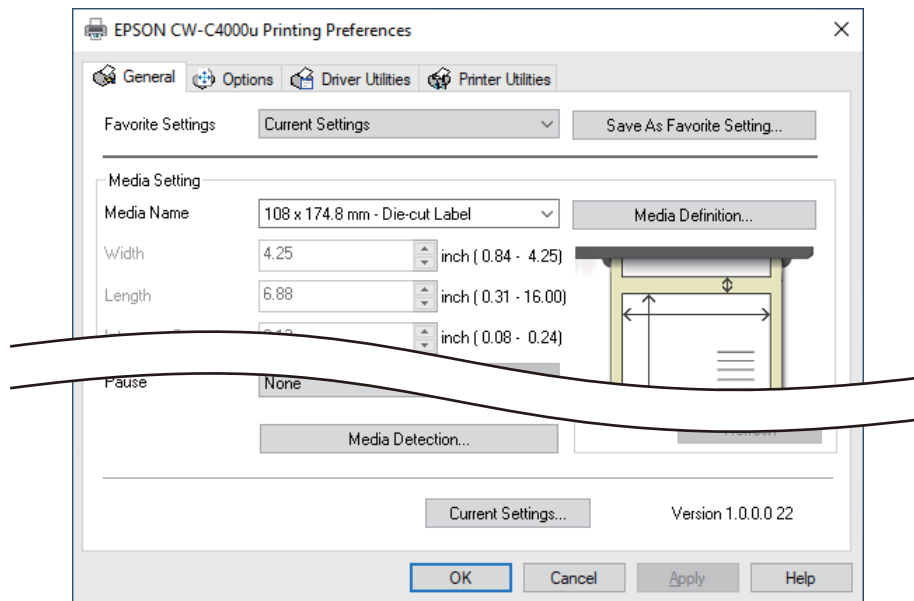 EPSON CW-C4000u Printing Preferences
General Options Driver Utilities Printer Utilities
Favorite Settings Current Settings Save As Favorite Setting...
Media Setting
Media Name 108 x 174.8 mm - Die-cut Label Media Definition...
Width 4.25 inch ( 0.84 - 4.25)
Length 6.88 inch ( 0.31 - 16.00)
inch ( 0.08 - 0.24)
Pause None
Media Detection...
Current Settings... Version 1.0.0.0 22
OK Cancel Apply Help